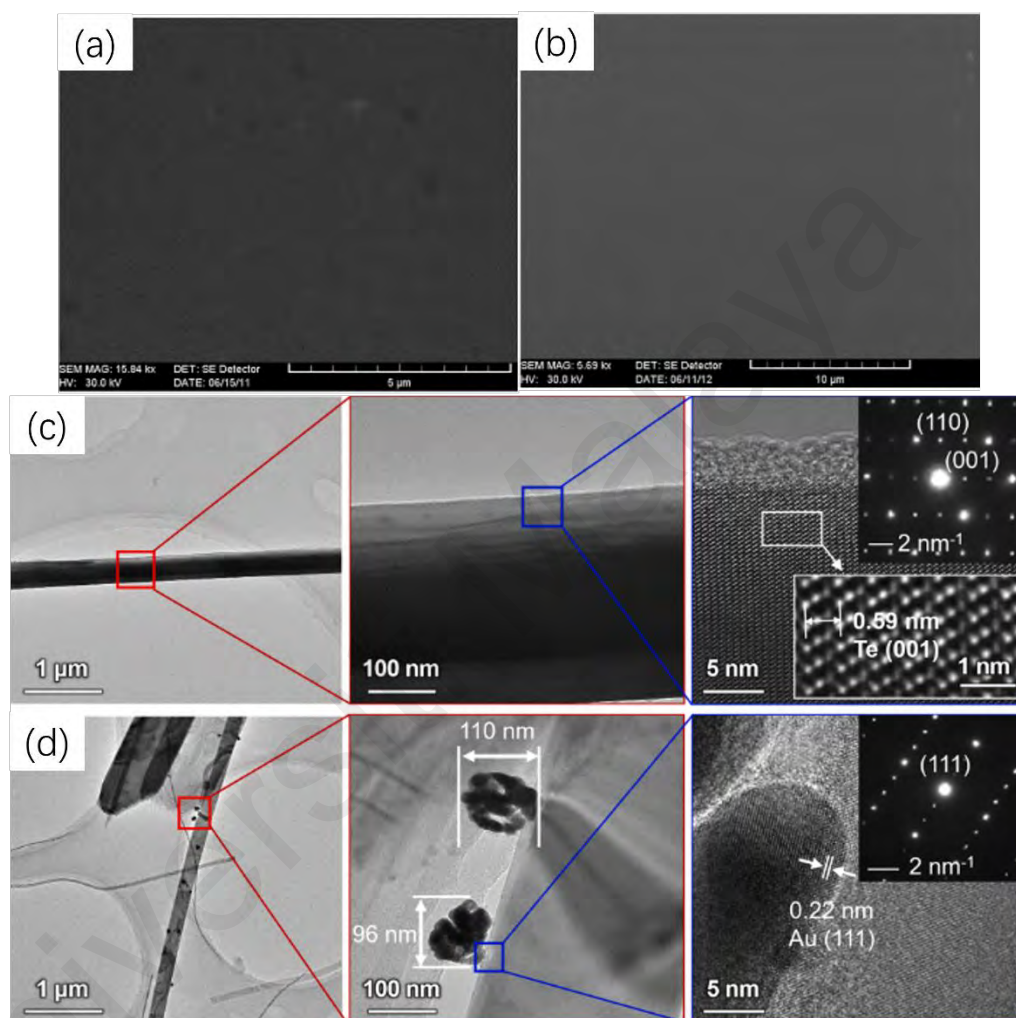 (a)
SEM MAG: 15.84 kx DET: SE Detector
HV: 30.0 kV DATE: 06/15/11 5 µm
(b)
SEM MAG: 5.69 kx DET: SE Detector
HV: 30.0 kV DATE: 06/11/12 10 µm
(c)
1 µm
100 nm
(110)
(001)
2 nm-1
0.59 nm
Te (001)
1 nm
5 nm
(d)
1 µm
110 nm
96 nm
100 nm
(111)
2 nm-1
0.22 nm
Au (111)
5 nm
iversi Malaya